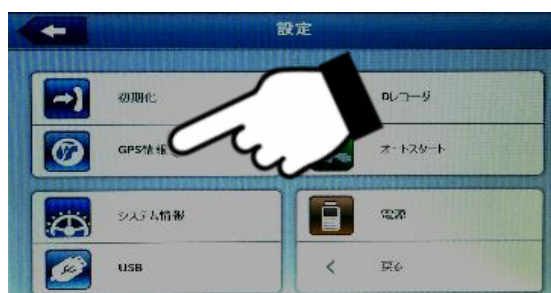 設定
初期化
Dレコーダ
GPS情報
オートスタート
システム情報
電源
USB
戻る